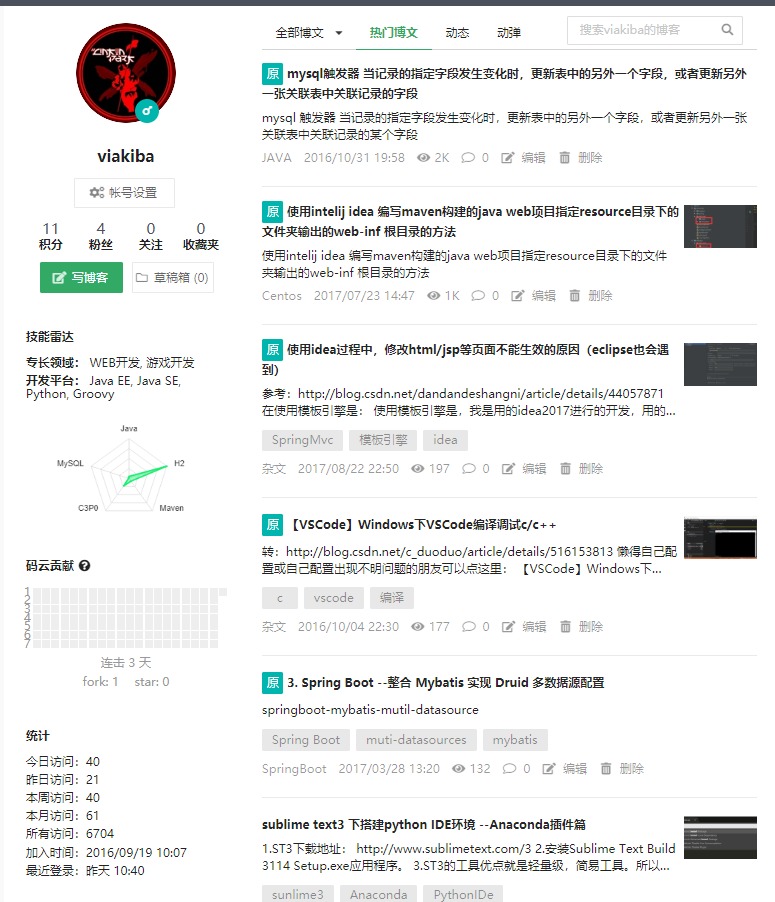 viakiba
帐号设置
11 4 0 0
积分 粉丝 关注 收藏夹
写博客 草稿箱 (0)
技能雷达
专长领域： WEB开发, 游戏开发
开发平台： Java EE, Java SE,
Python, Groovy
Java
MySQL H2
C3P0 Maven
码云贡献
1
2
3
4
5
6
7
连击 3 天
fork: 1 star: 0
统计
今日访问：40
昨日访问：21
本周访问：40
本月访问：61
所有访问：6704
加入时间：2016/09/19 10:07
最近登录：昨天 10:40
全部博文 热门博文 动态 动弹 搜索viakiba的博客
原 mysql触发器 当记录的指定字段发生变化时，更新表中的另外一个字段，或者更新另外
一张关联表中关联记录的字段
mysql 触发器 当记录的指定字段发生变化时，更新表中的另外一个字段，或者更新另外一张
关联表中关联记录的某个字段
JAVA 2016/10/31 19:58 2K 0 编辑 删除
原 使用intelij idea 编写maven构建的java web项目指定resource目录下的
文件夹输出的web-inf 根目录的方法
使用intelij idea 编写maven构建的java web项目指定resource目录下的文件
夹输出的web-inf 根目录的方法
Centos 2017/07/23 14:47 1K 0 编辑 删除
原 使用idea过程中，修改html/jsp等页面不能生效的原因（eclipse也会遇
到）
参考：http://blog.csdn.net/dandandeshangni/article/details/44057871
在使用模板引擎是： 使用模板引擎是，我是用的idea2017进行的开发，用的...
SpringMvc 模板引擎 idea
杂文 2017/08/22 22:50 197 0 编辑 删除
原 【VSCode】Windows下VSCode编译调试c/c++
转：http://blog.csdn.net/c_duoduo/article/details/516153813 懒得自己配
置或自己配置出现不明问题的朋友可以点这里： 【VSCode】Windows下...
c vscode 编译
杂文 2016/10/04 22:30 177 0 编辑 删除
原 3. Spring Boot --整合 Mybatis 实现 Druid 多数据源配置
springboot-mybatis-mutil-datasource
Spring Boot muti-datasources mybatis
SpringBoot 2017/03/28 13:20 132 0 编辑 删除
sublime text3 下搭建python IDE环境 --Anaconda插件篇
1.ST3下载地址： http://www.sublimetext.com/3 2.安装Sublime Text Build
3114 Setup.exe应用程序。 3.ST3的工具优点就是轻量级，简易工具。所以...
sunlime3 Anaconda PythonIDe